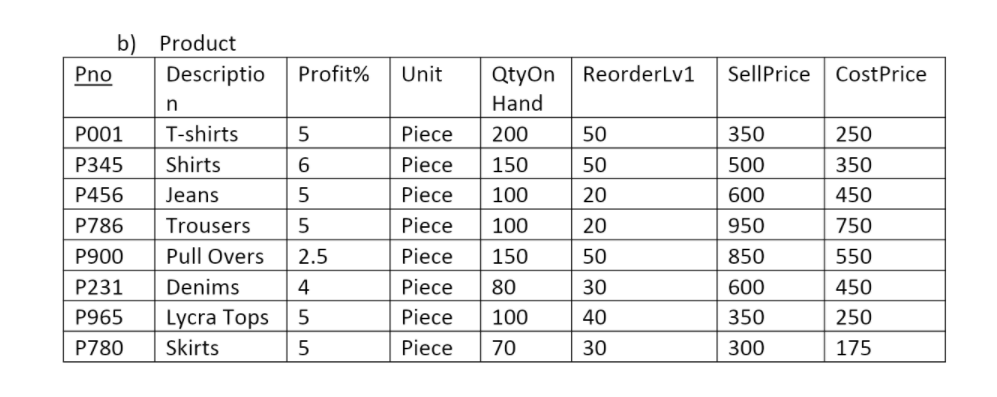 b) Product
Pno Descriptio Profit% Unit QtyOn ReorderLv1 SellPrice CostPrice
n Hand
P001 T-shirts 5 Piece 200 50 350 250
P345 Shirts 6 Piece 150 50 500 350
P456 Jeans 5 Piece 100 20 600 450
P786 Trousers 5 Piece 100 20 950 750
P900 Pull Overs 2.5 Piece 150 50 850 550
P231 Denims 4 Piece 80 30 600 450
P965 Lycra Tops 5 Piece 100 40 350 250
P780 Skirts 5 Piece 70 30 300 175